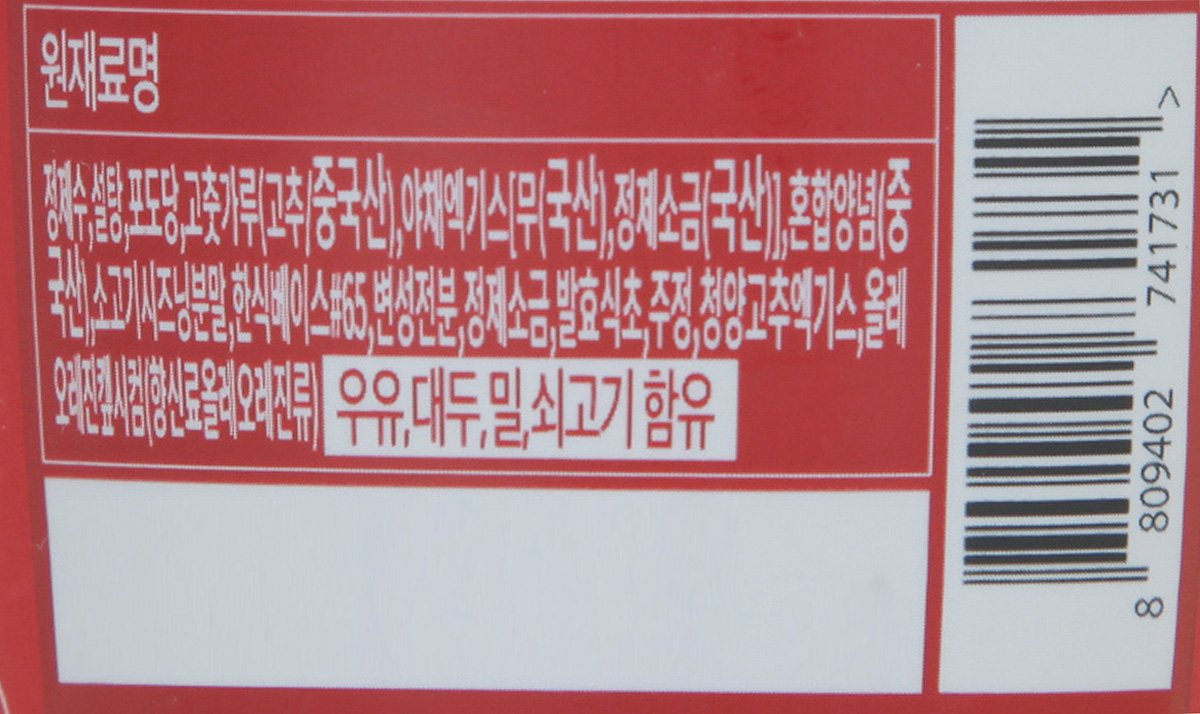 원재료명
정제수,설탕,포도당,고춧가루(고추/중국산),야채엑기스[무(국산),정제소금(국산)],혼합양념(중
국산),소고기시즈닝분말,한식베이스#65,변성전분,정제소금,발효식초,주정,청양고추엑기스,올레
오레진캪시컴(향신료올레오레진류) 우유,대두,밀,쇠고기 함유
8 809402 741731 >